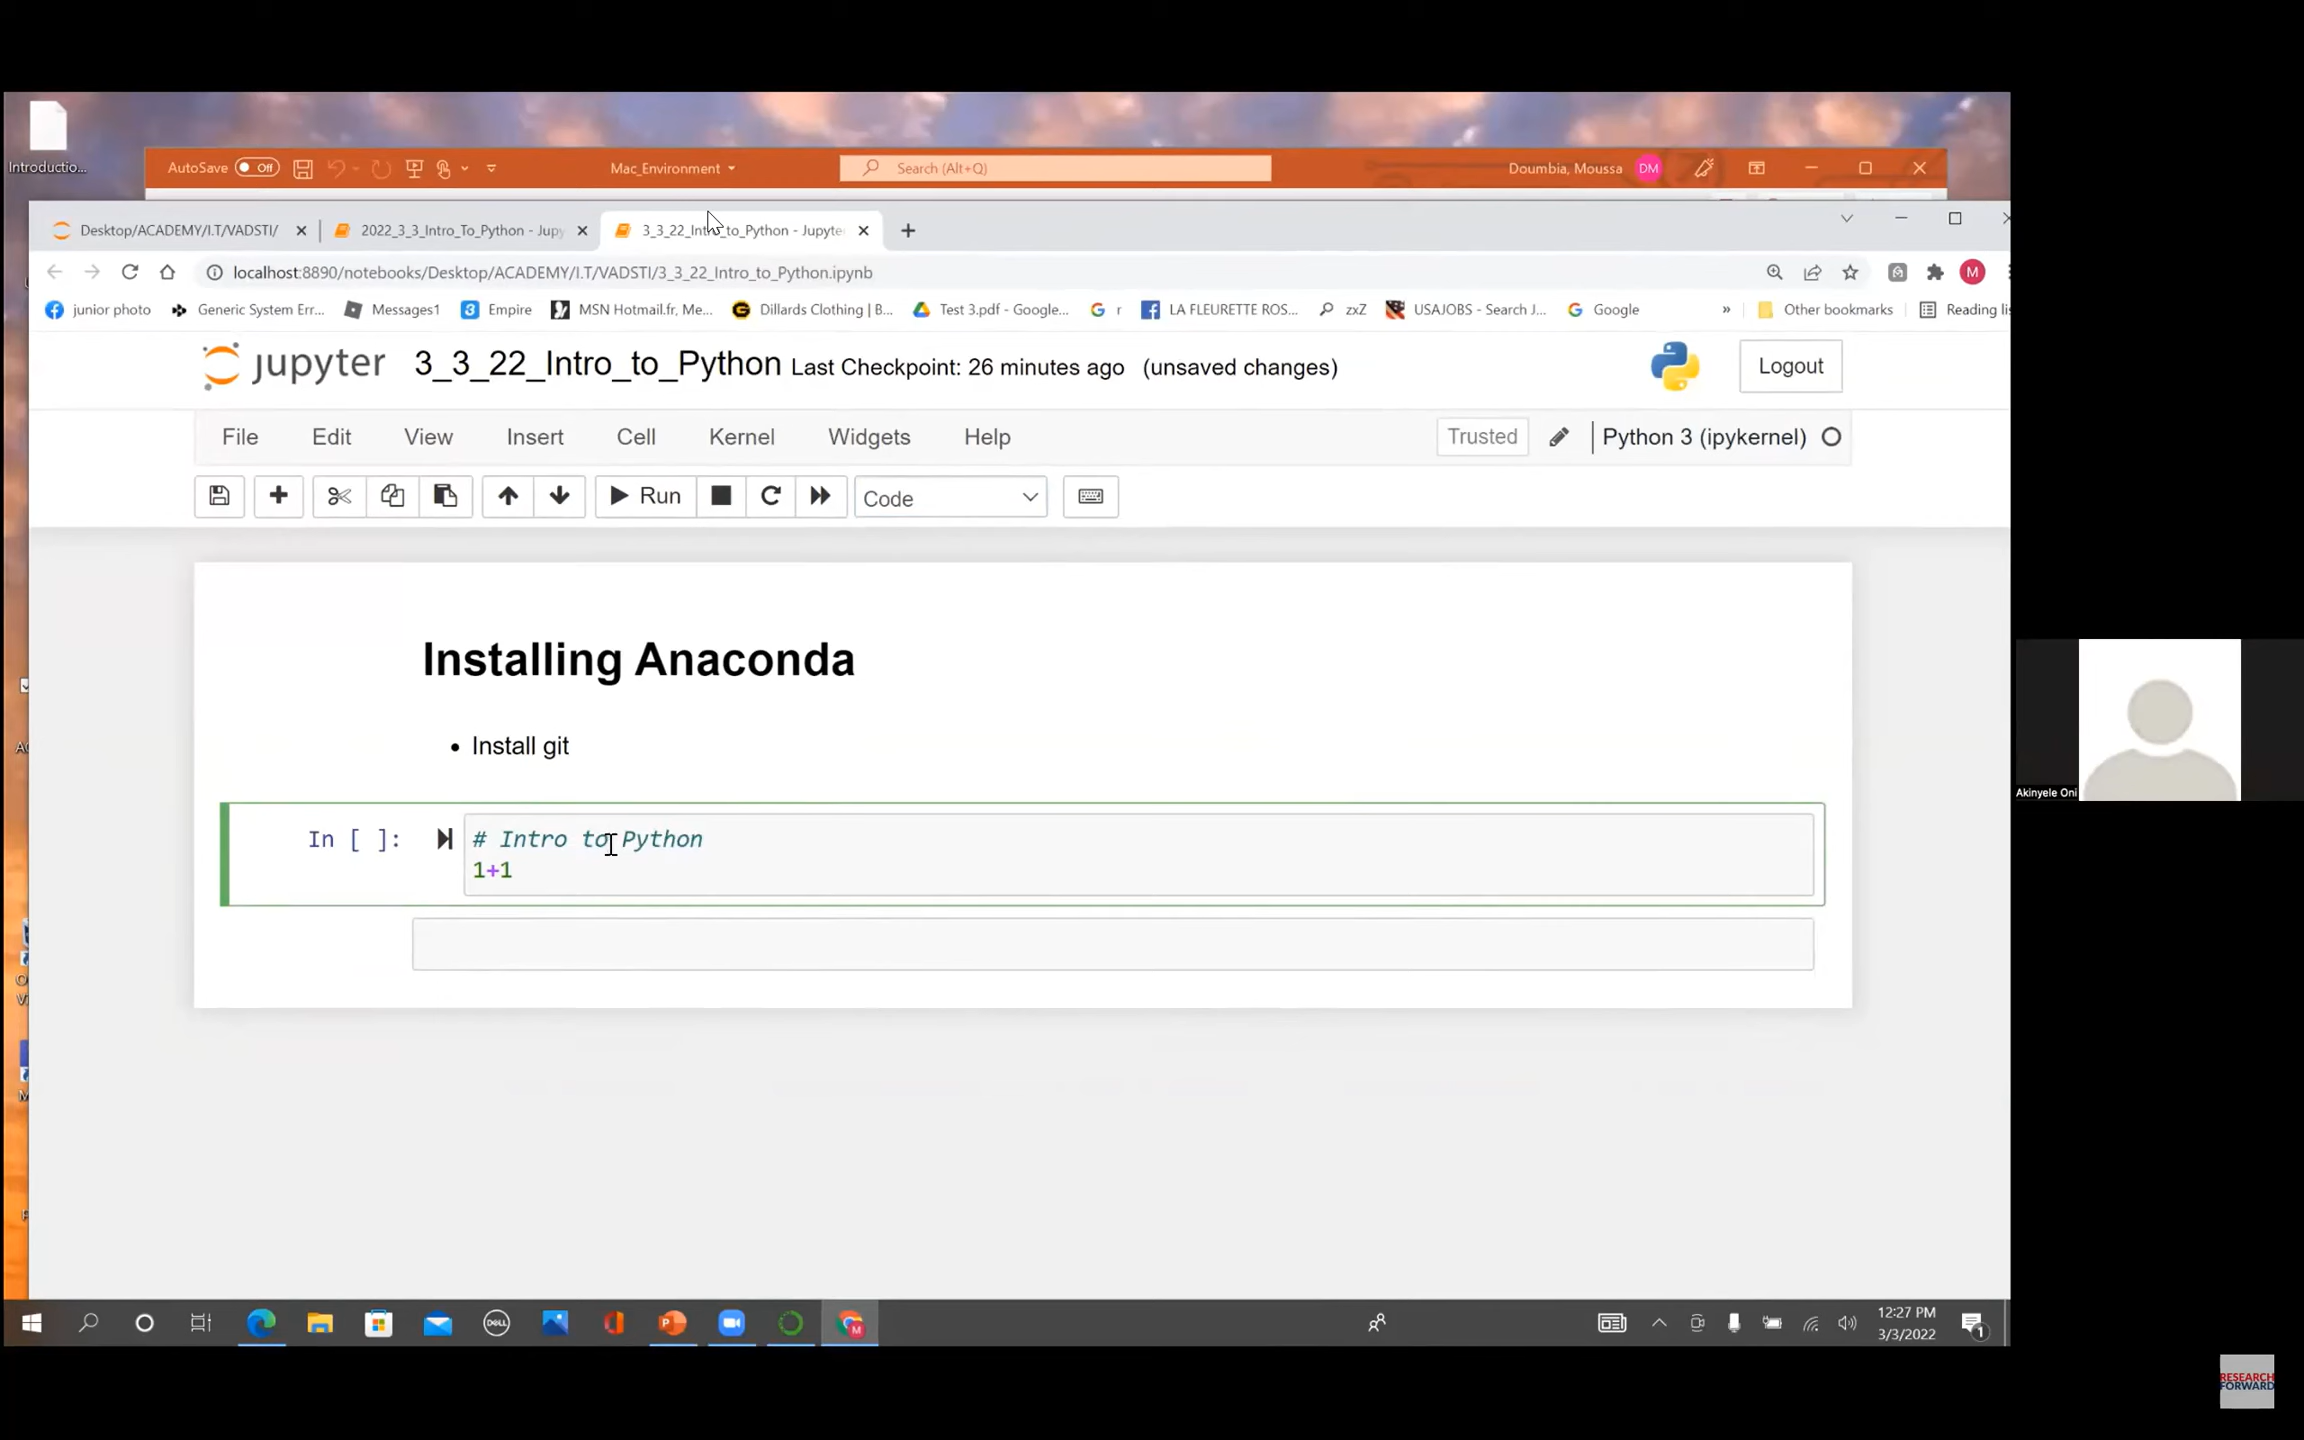 Introductio...
AutoSave Off
Mac_Environment
Search (Alt+Q)
Doumbia, Moussa DM
Desktop/ACADEMY/I.T/VADSTI/
2022_3_3_Intro_To_Python - Jupy
3_3_22_Intro_to_Python - Jupyte
localhost:8890/notebooks/Desktop/ACADEMY/I.T/VADSTI/3_3_22_Intro_to_Python.ipynb
M
junior photo
Generic System Err...
Messages1
Empire
MSN Hotmail.fr, Me...
Dillards Clothing | B...
Test 3.pdf - Google...
r
LA FLEURETTE ROS...
zxZ
USAJOBS - Search J...
Google
»
Other bookmarks
Reading lis
jupyter
3_3_22_Intro_to_Python Last Checkpoint: 26 minutes ago (unsaved changes)
Logout
File Edit View Insert Cell Kernel Widgets Help
Trusted
Python 3 (ipykernel)
Run
Code
Installing Anaconda
• Install git
In [ ]:
# Intro to Python
1+1
Akinyele Oni
DELL
12:27 PM
3/3/2022
1
RESEARCH
FORWARD